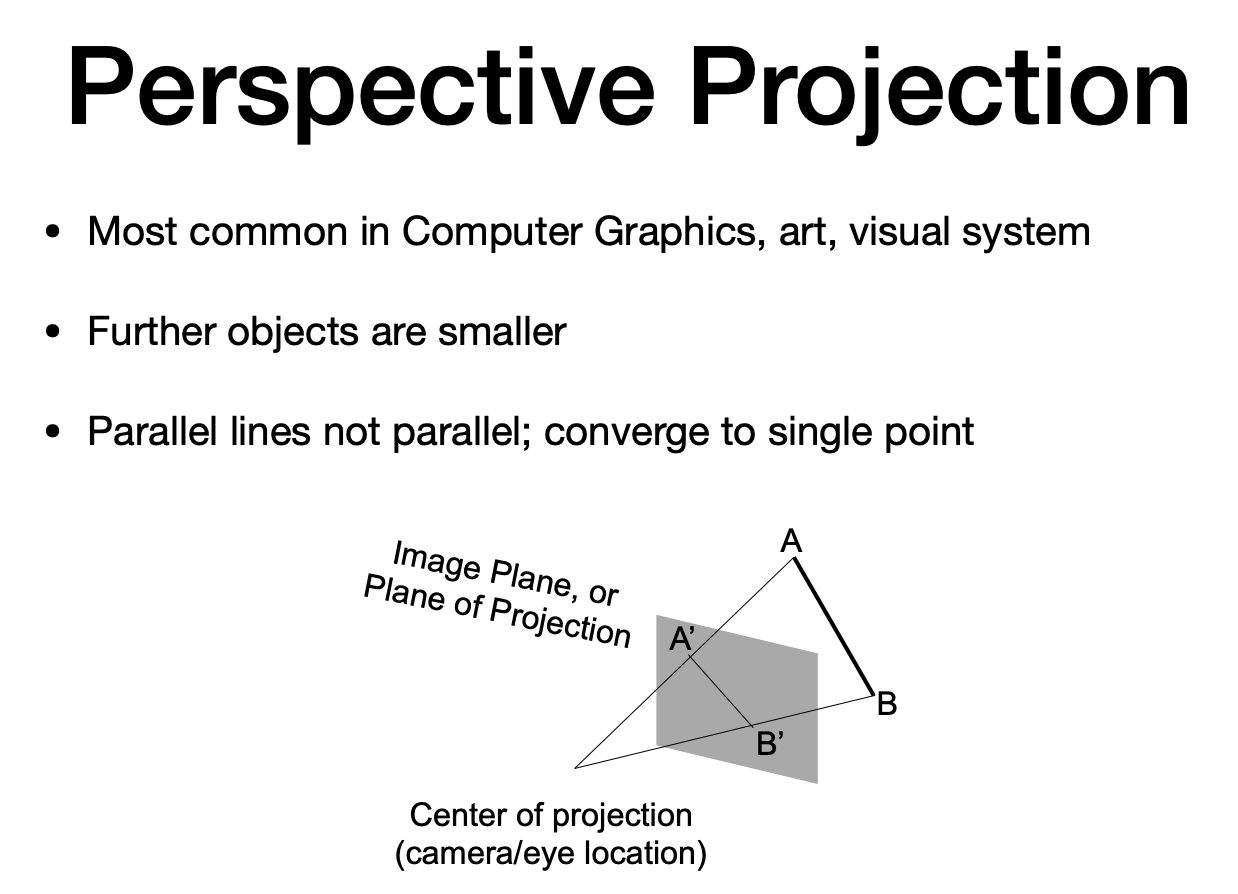 Perspective Projection
• Most common in Computer Graphics, art, visual system
• Further objects are smaller
• Parallel lines not parallel; converge to single point
A
Image Plane, or
Plane of Projection
A’
B
B’
Center of projection
(camera/eye location)